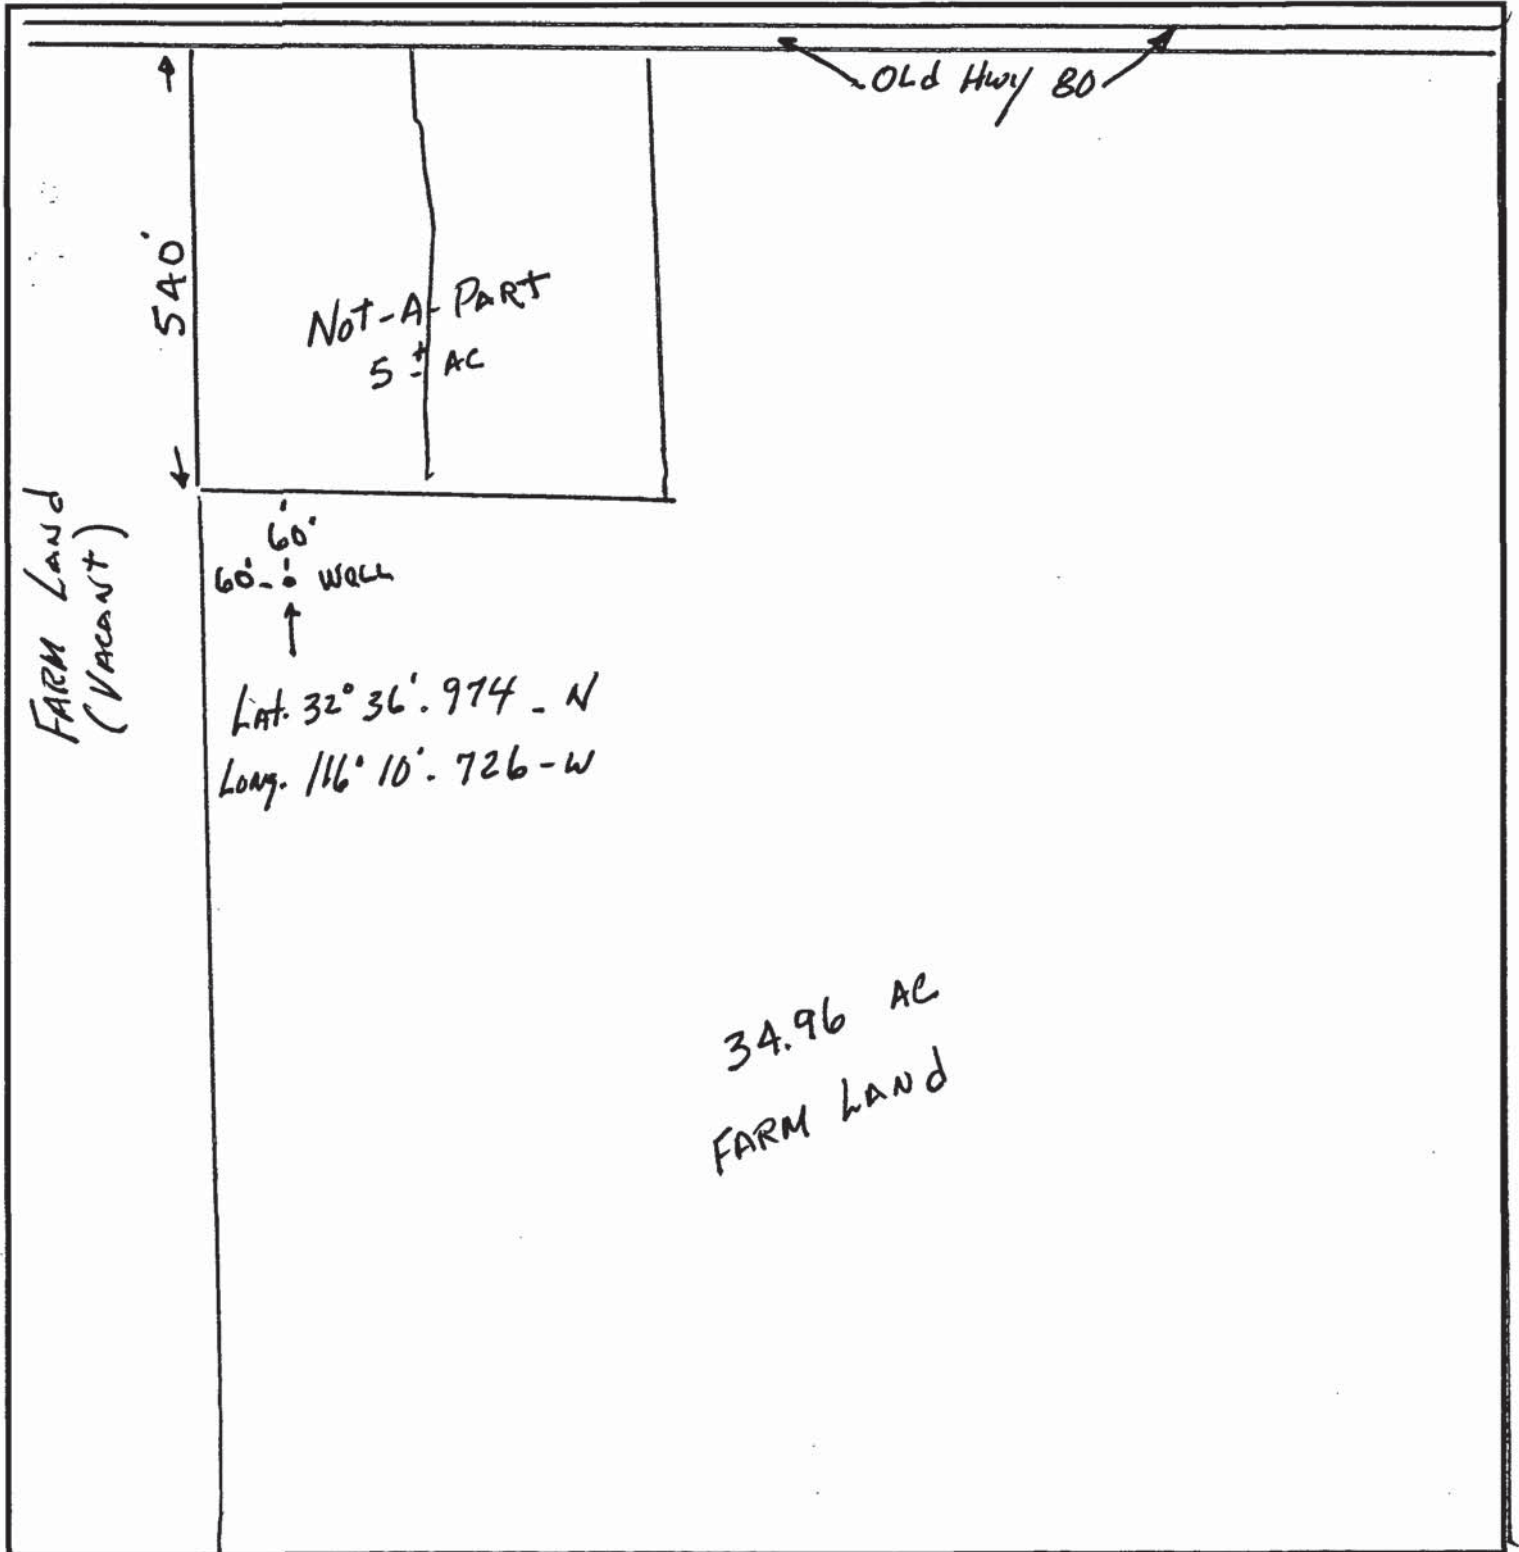 OLd Hwy 80
540'
Not-A-PARt
5 ± AC
FARM LANd
(VACANt)
60'
60'- WELL
Lat. 32° 36'. 974 - N
Long. 116° 10'. 726 - W
34.96 AC
FARM LANd